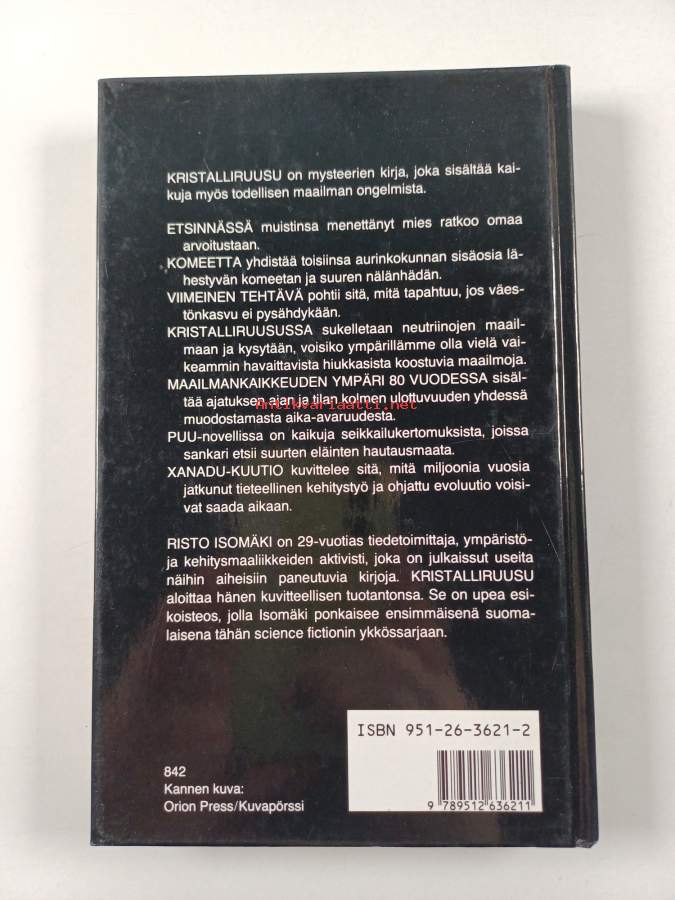 KRISTALLIRUUSU on mysteerien kirja, joka sisältää kai-
kuja myös todellisen maailman ongelmista.
ETSINNÄSSÄ muistinsa menettänyt mies ratkoo omaa
arvoitustaan.
KOMEETTA yhdistää toisiinsa aurinkokunnan sisäosia lä-
hestyvän komeetan ja suuren nälänhädän.
VIIMEINEN TEHTÄVÄ pohtii sitä, mitä tapahtuu, jos väes-
tönkasvu ei pysähdykään.
KRISTALLIRUUSUSSA sukelletaan neutriinojen maail-
maan ja kysytään, voisiko ympärillämme olla vielä vai-
keammin havaittavista hiukkasista koostuvia maailmoja.
MAAILMANKAIKKEUDEN YMPÄRI 80 VUODESSA sisäl-
tää ajatuksen ajan ja tilan kolmen ulottuvuuden yhdessä
Antikvariaatti.net
muodostamasta aika-avaruudesta.
PUU-novellissa on kaikuja seikkailukertomuksista, joissa
sankari etsii suurten eläinten hautausmaata.
XANADU-KUUTIO kuvittelee sitä, mitä miljoonia vuosia
jatkunut tieteellinen kehitystyö ja ohjattu evoluutio voisi-
vat saada aikaan.
RISTO ISOMÄKI on 29-vuotias tiedetoimittaja, ympäristö-
ja kehitysmaaliikkeiden aktivisti, joka on julkaissut useita
näihin aiheisiin paneutuvia kirjoja. KRISTALLIRUUSU
aloittaa hänen kuvitteellisen tuotantonsa. Se on upea esi-
koisteos, jolla Isomäki ponkaisee ensimmäisenä suoma-
laisena tähän science fictionin ykkössarjaan.
ISBN 951-26-3621-2
9 789512 636211
842
Kannen kuva:
Orion Press/Kuvapörssi